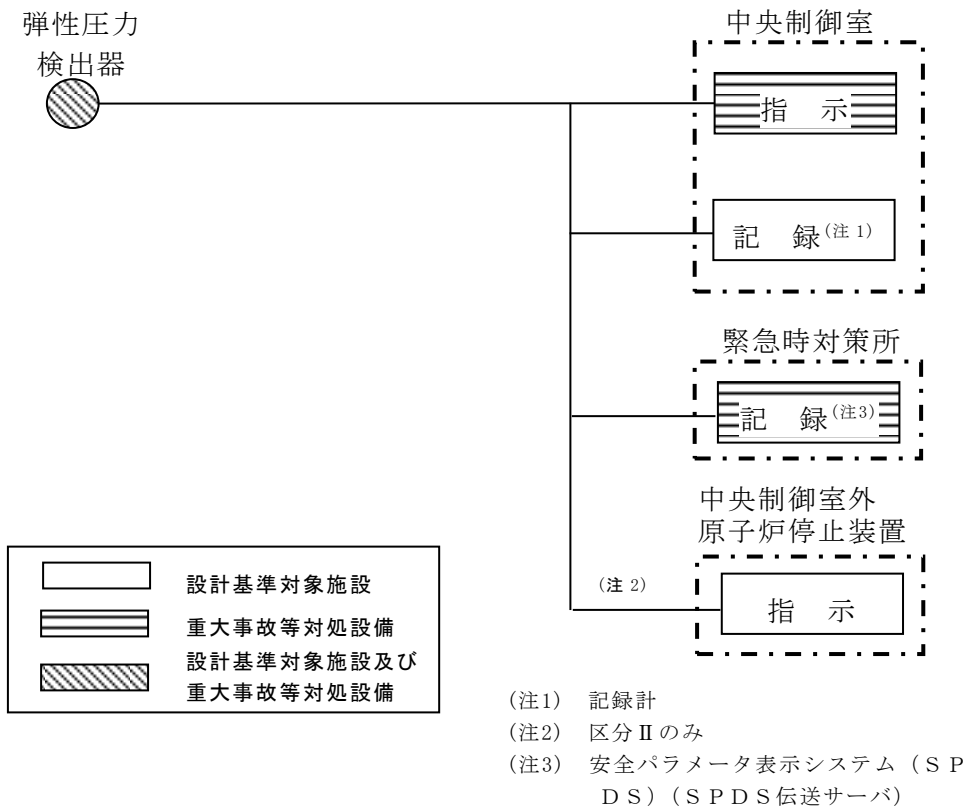 弾性圧力
検出器
中央制御室
指 示
記 録(注 1)
緊急時対策所
記 録(注3)
中央制御室外
原子炉停止装置
(注 2)
指 示
設計基準対象施設
重大事故等対処設備
設計基準対象施設及び
重大事故等対処設備
(注1) 記録計
(注2) 区分Ⅱのみ
(注3) 安全パラメータ表示システム（ＳＰ
ＤＳ）(ＳＰＤＳ伝送サーバ）